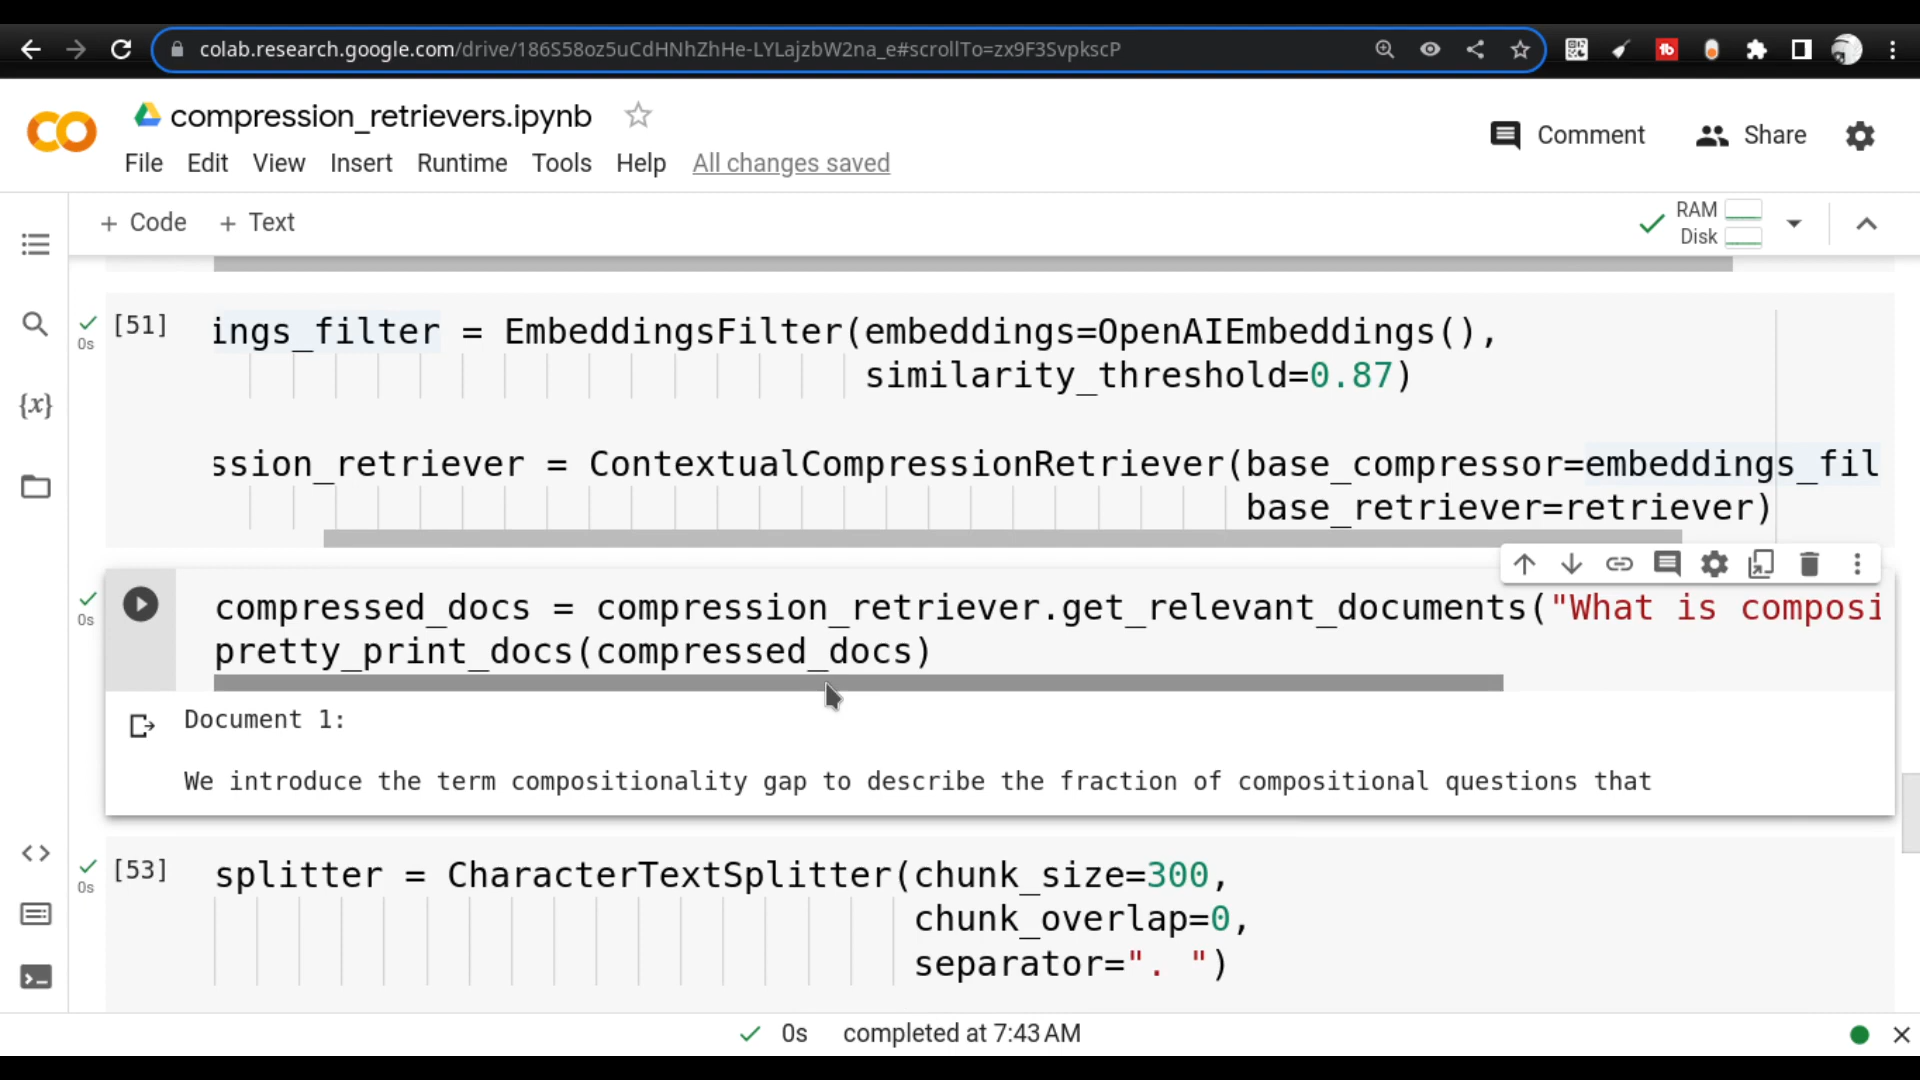 colab.research.google.com/drive/186S58oz5uCdHNhZhHe-LYLajzbW2na_e#scrollTo=zx9F3SvpkscP
compression_retrievers.ipynb
File Edit View Insert Runtime Tools Help All changes saved
Comment
Share
+ Code + Text
RAM
Disk
[51]
0s
ings_filter = EmbeddingsFilter(embeddings=OpenAIEmbeddings(),
similarity_threshold=0.87)
ssion_retriever = ContextualCompressionRetriever(base_compressor=embeddings_fil
base_retriever=retriever)
0s
compressed_docs = compression_retriever.get_relevant_documents("What is composi
pretty_print_docs(compressed_docs)
Document 1:
We introduce the term compositionality gap to describe the fraction of compositional questions that
[53]
0s
splitter = CharacterTextSplitter(chunk_size=300,
chunk_overlap=0,
separator=". ")
0s completed at 7:43 AM